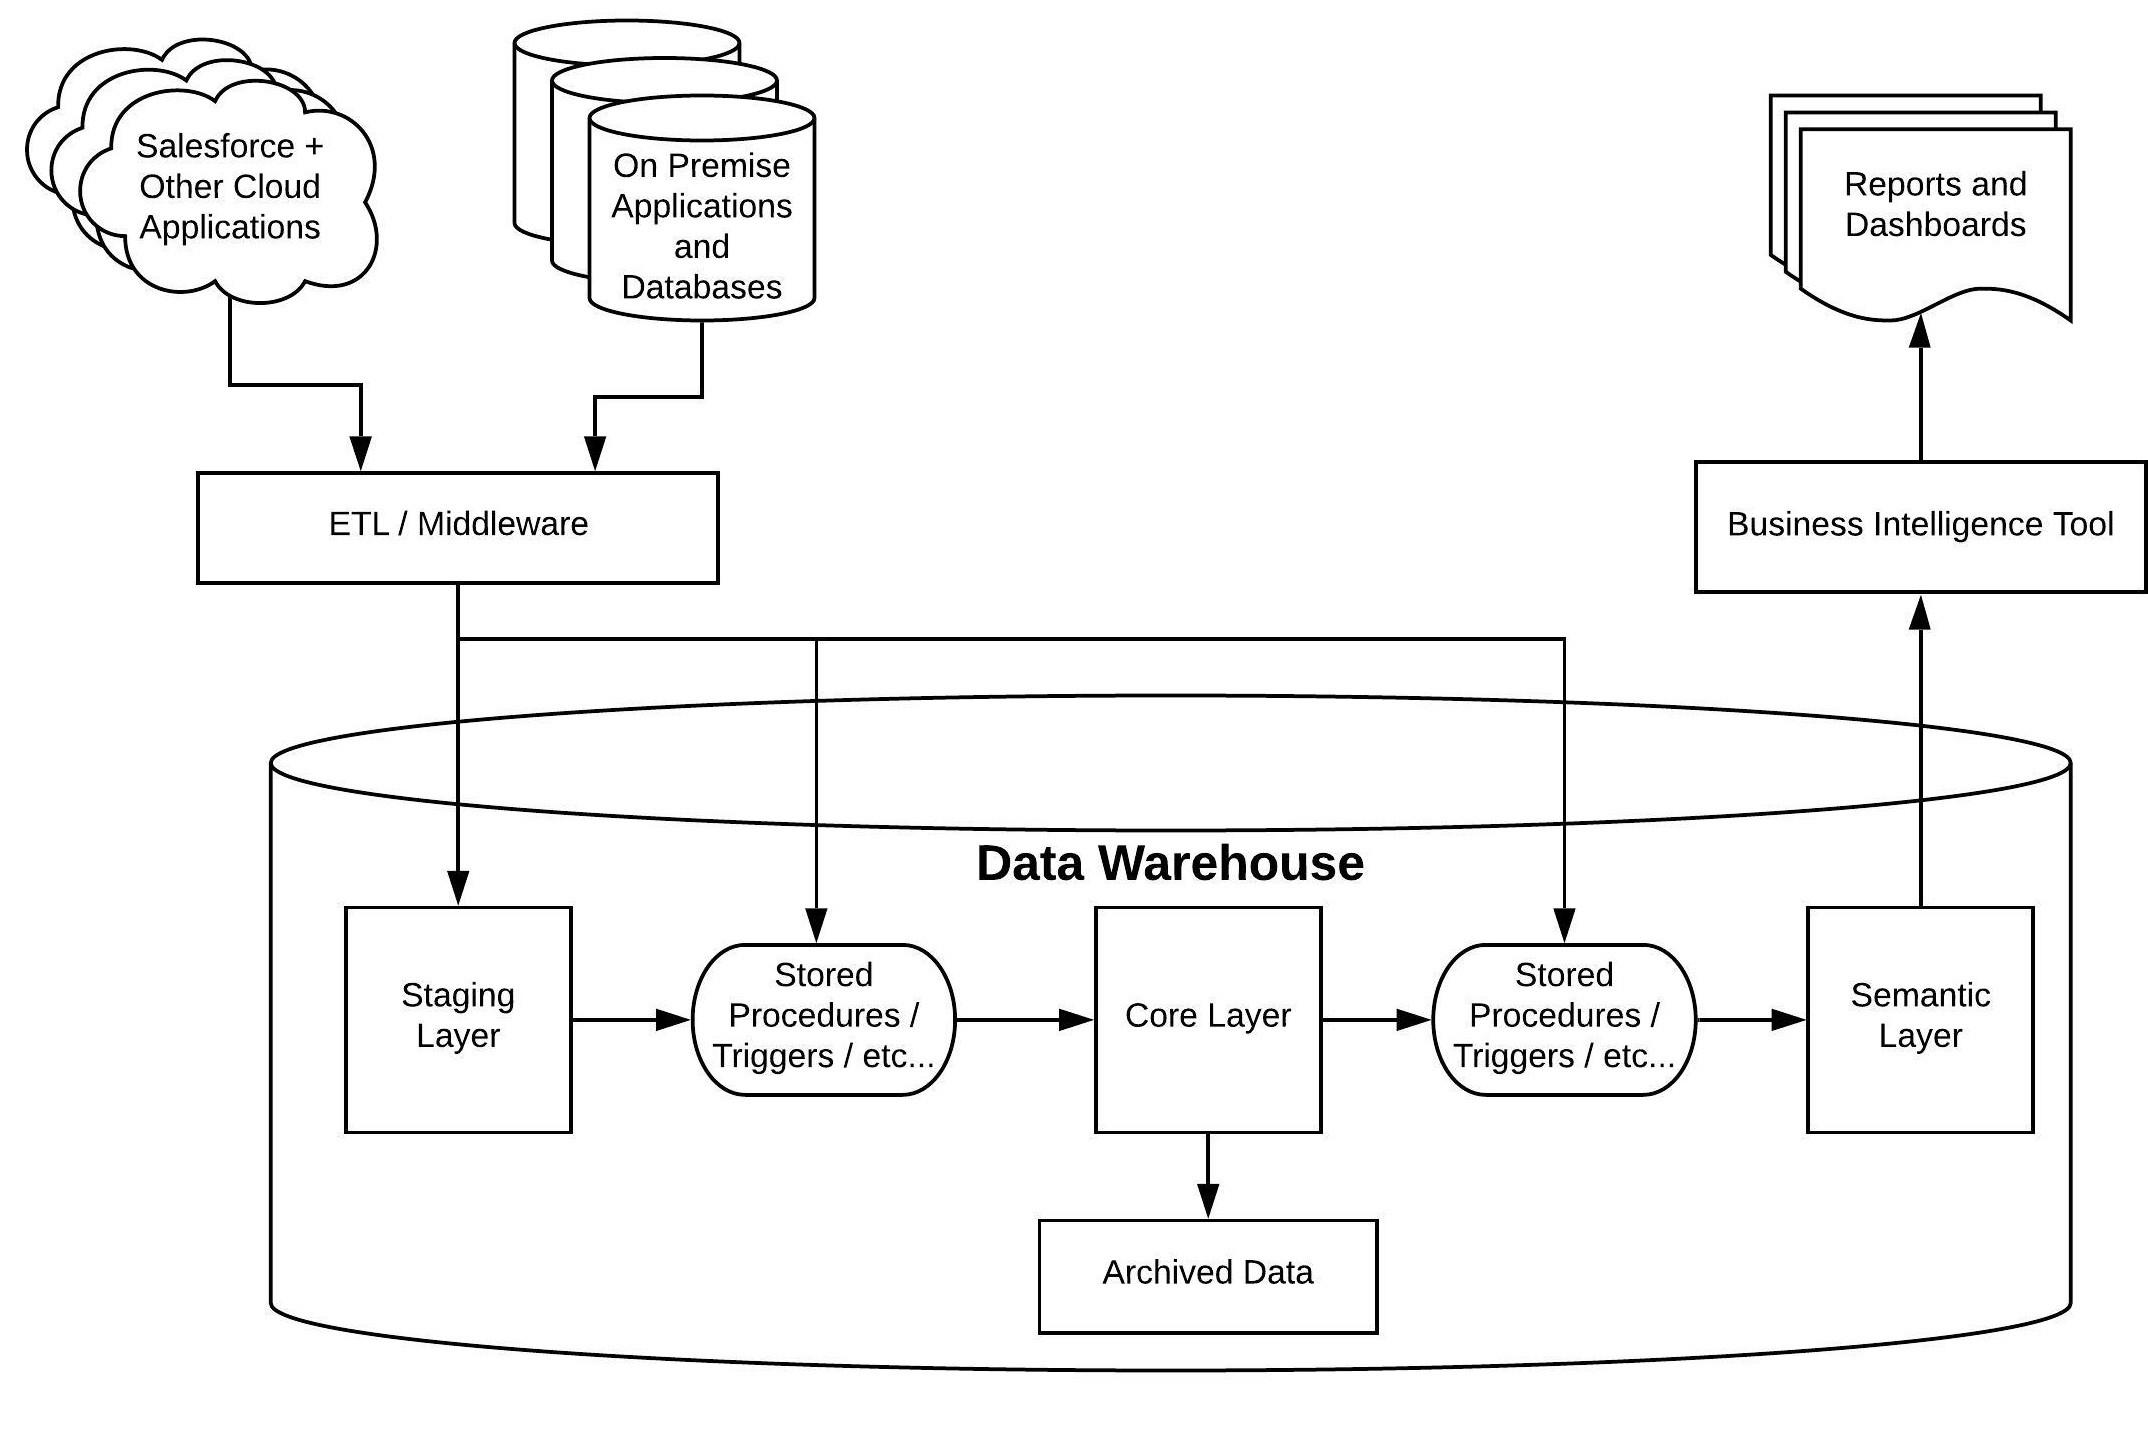 Salesforce +
Other Cloud
Applications
On Premise
Applications
and
Databases
Reports and
Dashboards
ETL / Middleware
Business Intelligence Tool
Data Warehouse
Staging
Layer
Stored
Procedures /
Triggers / etc...
Core Layer
Stored
Procedures /
Triggers / etc...
Semantic
Layer
Archived Data